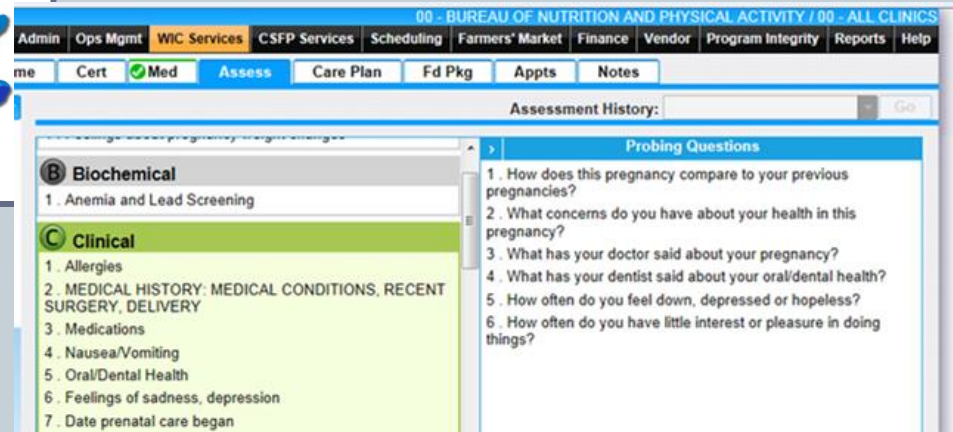 00 - BUREAU OF NUTRITION AND PHYSICAL ACTIVITY / 00 - ALL CLINICS
Admin Ops Mgmt WIC Services CSFP Services Scheduling Farmers' Market Finance Vendor Program Integrity Reports Help
me Cert Med Assess Care Plan Fd Pkg Appts Notes
Assessment History: Go
Feelings about pregnancy weight changes
B Biochemical
1 . Anemia and Lead Screening
C Clinical
1 . Allergies
2 . MEDICAL HISTORY: MEDICAL CONDITIONS, RECENT
SURGERY, DELIVERY
3 . Medications
4 . Nausea/Vomiting
5 . Oral/Dental Health
6 . Feelings of sadness, depression
7 . Date prenatal care began
Probing Questions
1 . How does this pregnancy compare to your previous
pregnancies?
2 . What concerns do you have about your health in this
pregnancy?
3 . What has your doctor said about your pregnancy?
4 . What has your dentist said about your oral/dental health?
5 . How often do you feel down, depressed or hopeless?
6 . How often do you have little interest or pleasure in doing
things?